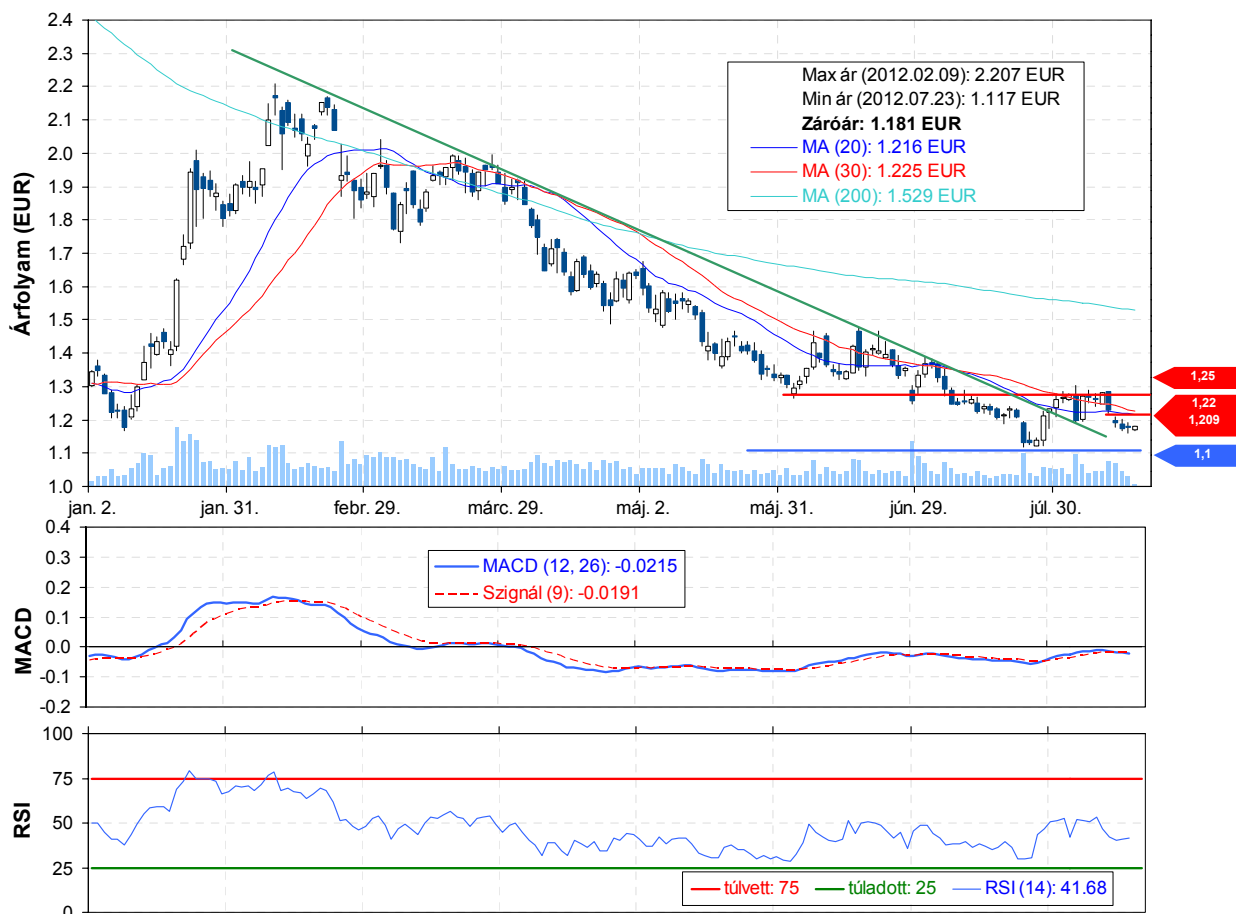 2.4
2.3
2.2
2.1
2.0
1.9
1.8
1.7
1.6
1.5
1.4
1.3
1.2
1.1
1.0
Árfolyam (EUR)
Max ár (2012.02.09): 2.207 EUR
Min ár (2012.07.23): 1.117 EUR
Záróár: 1.181 EUR
MA (20): 1.216 EUR
MA (30): 1.225 EUR
MA (200): 1.529 EUR
1,25
1,22
1,209
1,1
jan. 2. jan. 31. febr. 29. márc. 29. máj. 2. máj. 31. jún. 29. júl. 30.
0.4
0.3
0.2
0.1
0.0
-0.1
-0.2
MACD
MACD (12, 26): -0.0215
Szignál (9): -0.0191
100
75
50
25
0
RSI
túlvett: 75 túladott: 25 RSI (14): 41.68